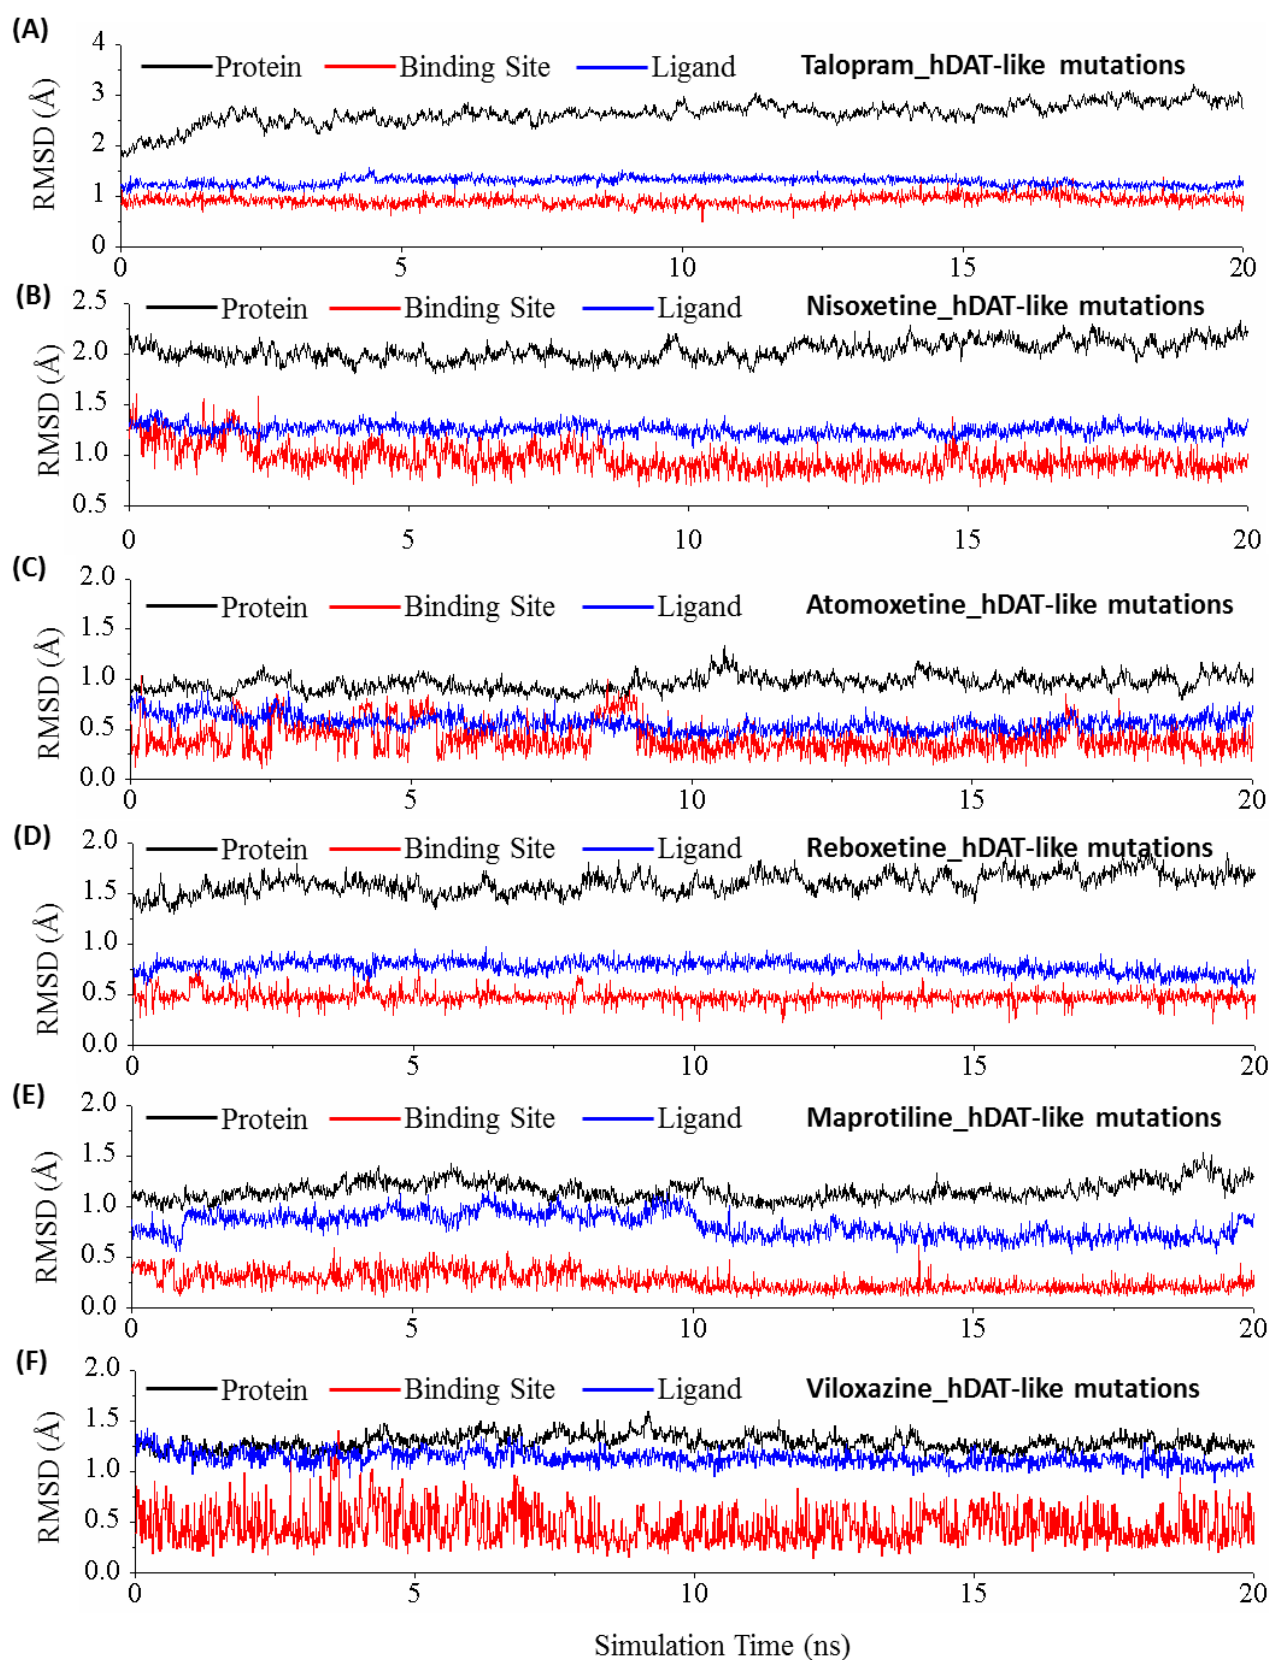 (A)
4
3
2
1
0
RMSD (Å)
Protein Binding Site Ligand Talopram_hDAT-like mutations
0 5 10 15 20
(B)
2.5
2.0
1.5
1.0
0.5
RMSD (Å)
Protein Binding Site Ligand Nisoxetine_hDAT-like mutations
0 5 10 15 20
(C)
2.0
1.5
1.0
0.5
0.0
RMSD (Å)
Protein Binding Site Ligand Atomoxetine_hDAT-like mutations
0 5 10 15 20
(D)
2.0
1.5
1.0
0.5
0.0
RMSD (Å)
Protein Binding Site Ligand Reboxetine_hDAT-like mutations
0 5 10 15 20
(E)
2.0
1.5
1.0
0.5
0.0
RMSD (Å)
Protein Binding Site Ligand Maprotiline_hDAT-like mutations
0 5 10 15 20
(F)
2.0
1.5
1.0
0.5
0.0
RMSD (Å)
Protein Binding Site Ligand Viloxazine_hDAT-like mutations
0 5 10 15 20
Simulation Time (ns)